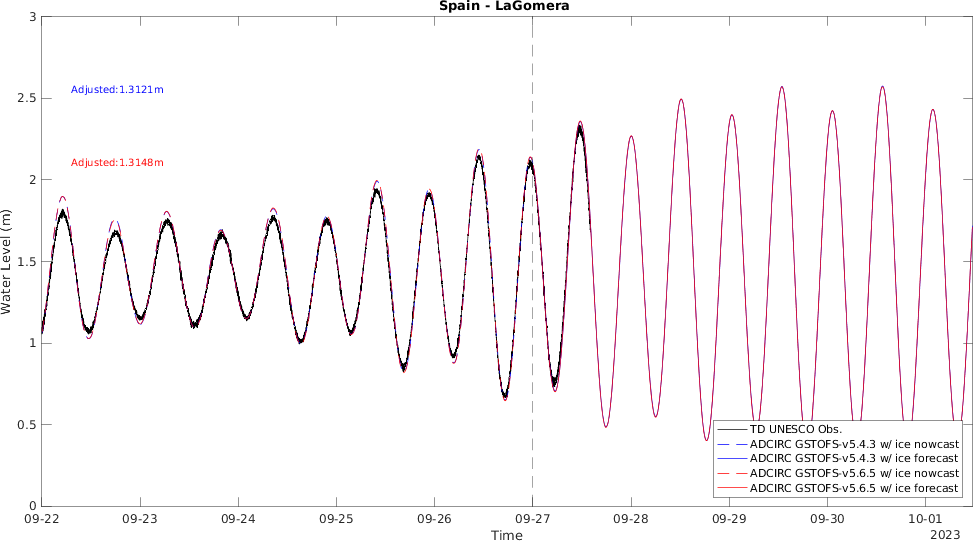 Spain - LaGomera
3
2.5
2
1.5
1
0.5
0
Water Level (m)
Adjusted:1.3121m
Adjusted:1.3148m
TD UNESCO Obs.
ADCIRC GSTOFS-v5.4.3 w/ ice nowcast
ADCIRC GSTOFS-v5.4.3 w/ ice forecast
ADCIRC GSTOFS-v5.6.5 w/ ice nowcast
ADCIRC GSTOFS-v5.6.5 w/ ice forecast
09-22 09-23 09-24 09-25 09-26 09-27 09-28 09-29 09-30 10-01
Time
2023